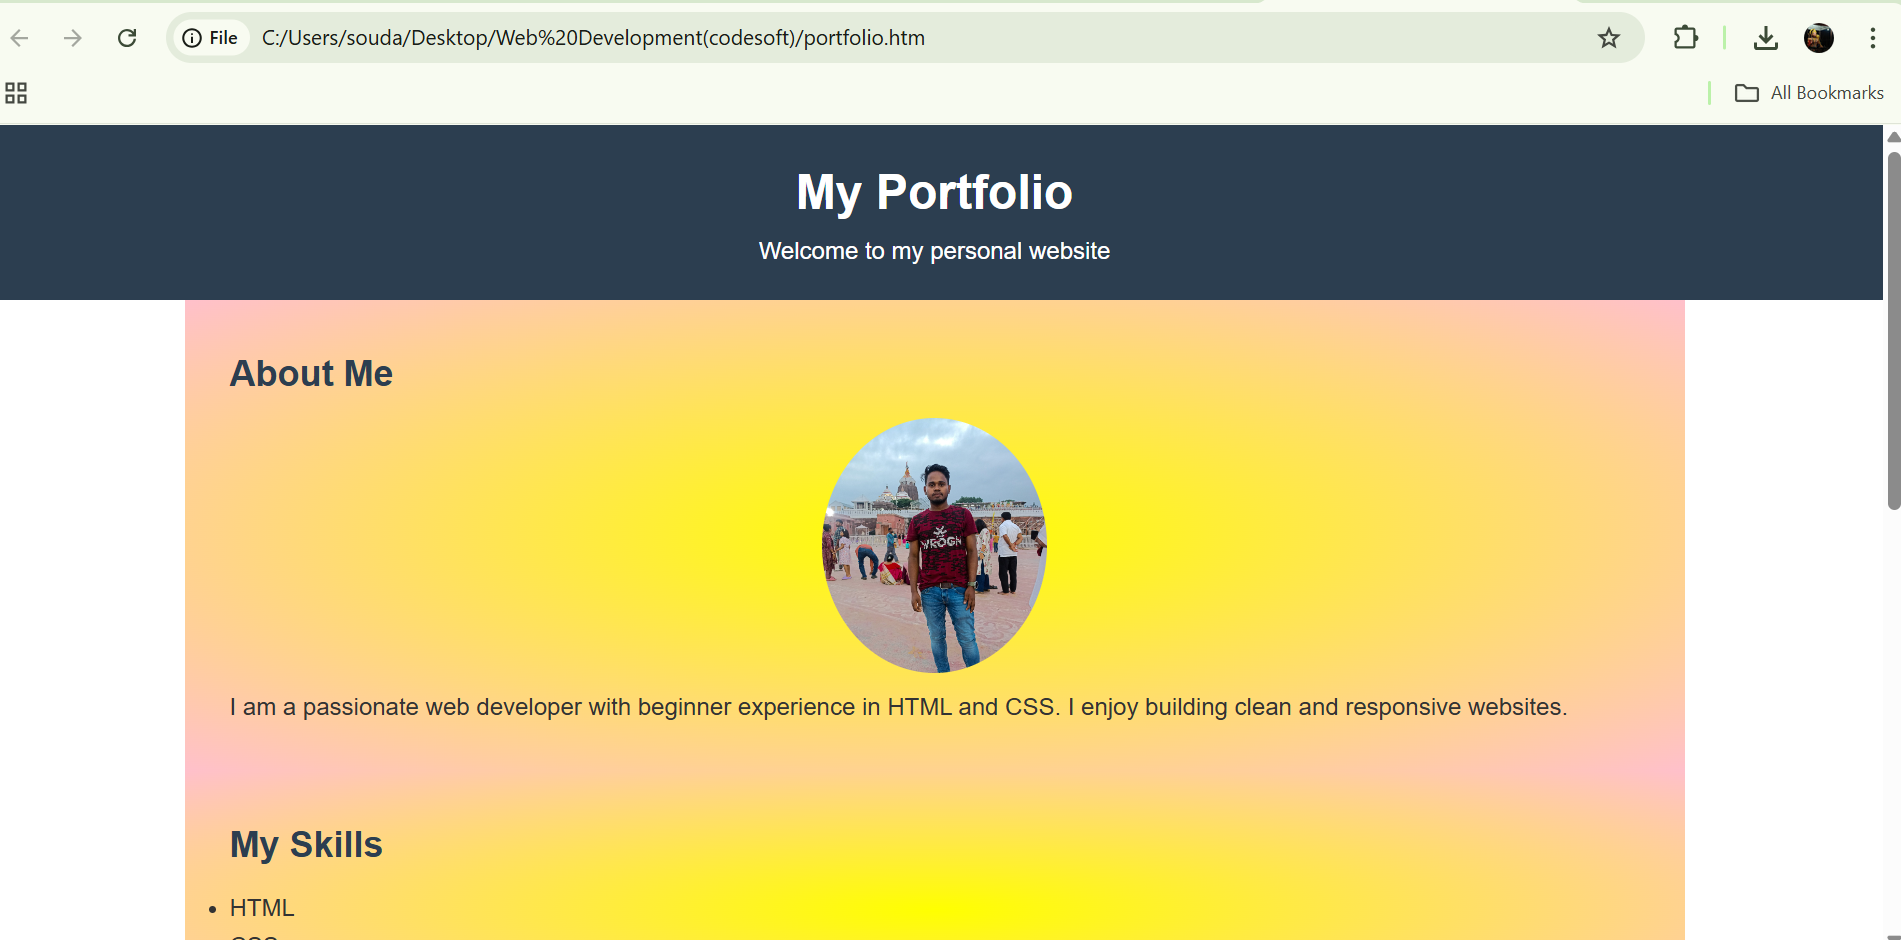 File C:/Users/souda/Desktop/Web%20Development(codesoft)/portfolio.htm
All Bookmarks
My Portfolio
Welcome to my personal website
About Me
WROGN
I am a passionate web developer with beginner experience in HTML and CSS. I enjoy building clean and responsive websites.
My Skills
HTML
CSS